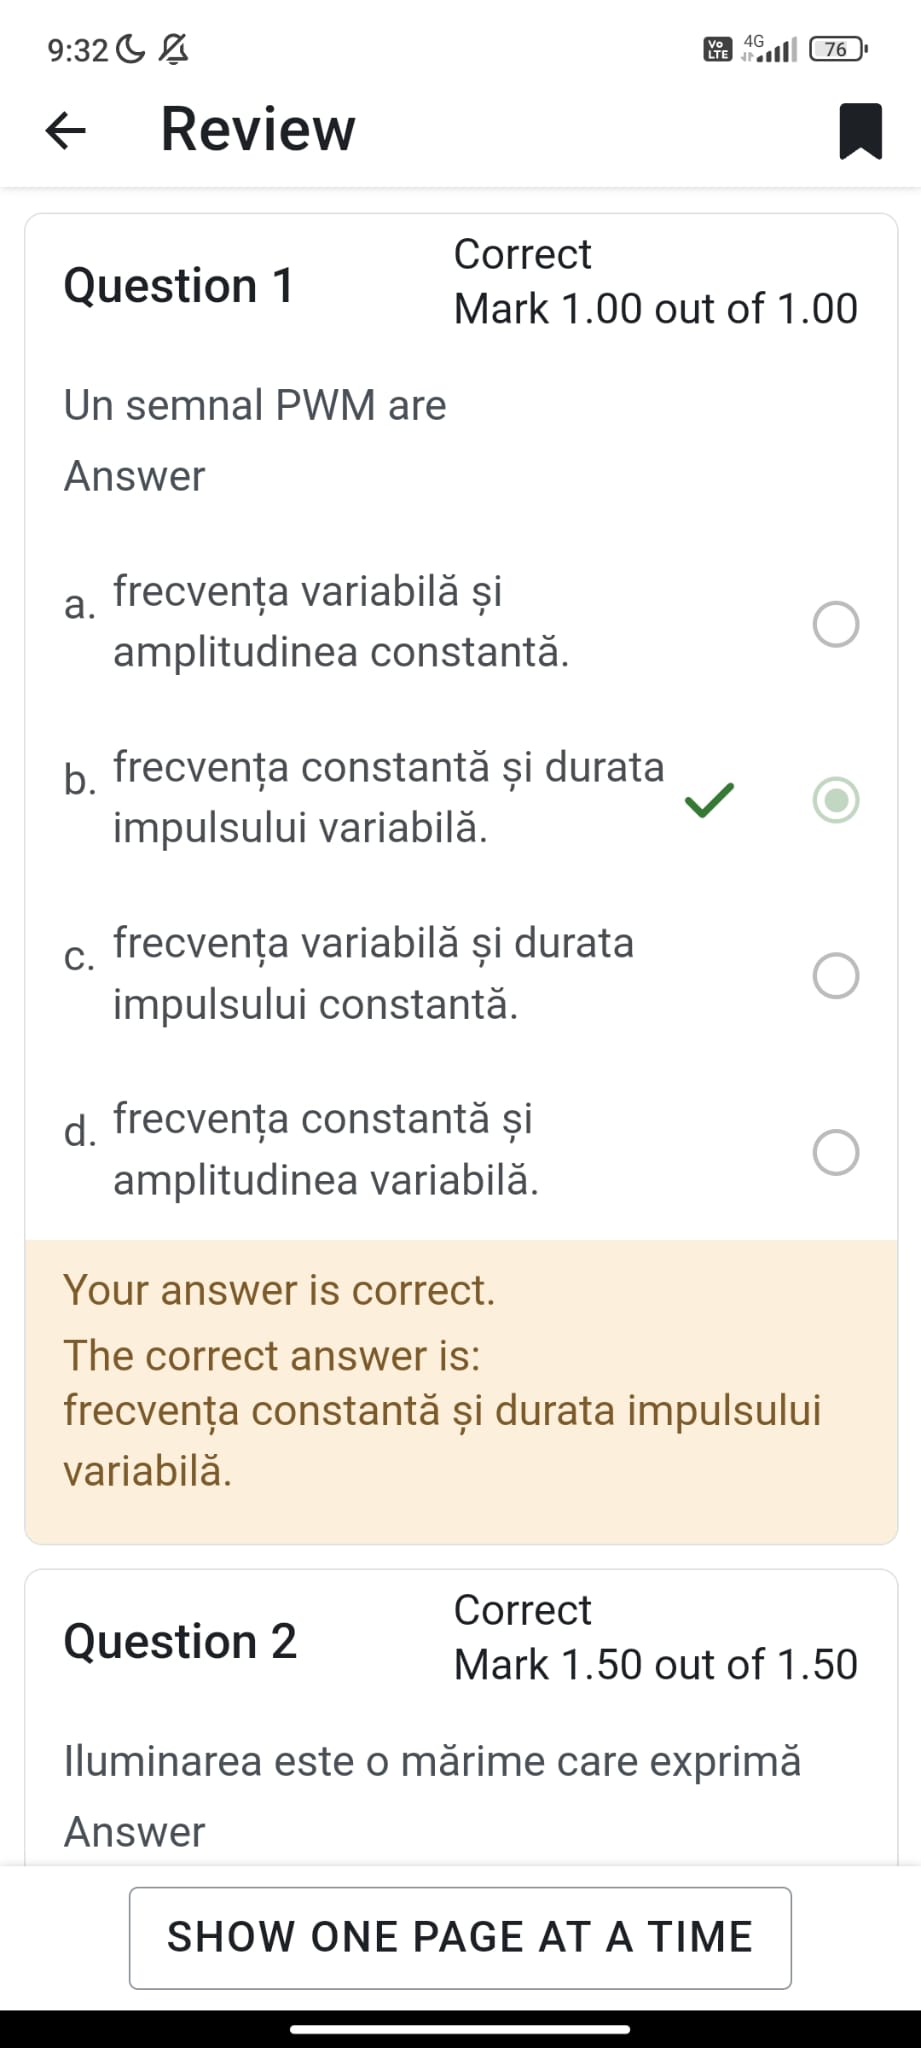 9:32
Vo LTE 4G 76
Review
Question 1
Correct
Mark 1.00 out of 1.00
Un semnal PWM are
Answer
a. frecvența variabilă și
amplitudinea constantă.
b. frecvența constantă și durata
impulsului variabilă.
c. frecvența variabilă și durata
impulsului constantă.
d. frecvența constantă și
amplitudinea variabilă.
Your answer is correct.
The correct answer is:
frecvența constantă și durata impulsului
variabilă.
Question 2
Correct
Mark 1.50 out of 1.50
Iluminarea este o mărime care exprimă
Answer
SHOW ONE PAGE AT A TIME